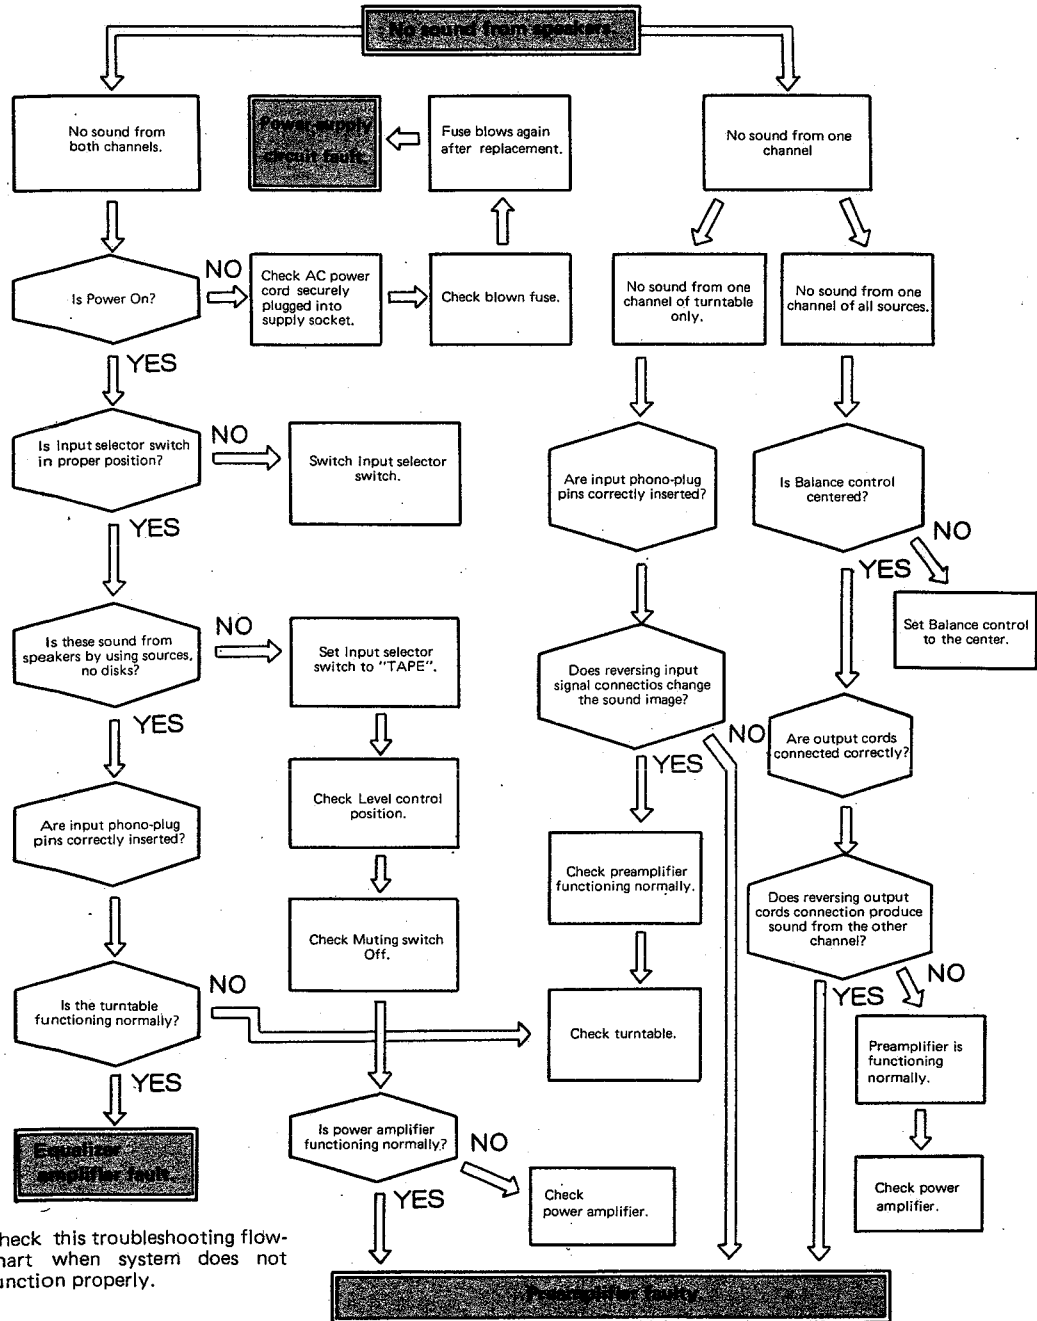 No sound from speakers.
No sound from
both channels.
Power-supply
circuit fault.
Fuse blows again
after replacement.
No sound from one
channel
Is Power On?
NO
Check AC power
cord securely
plugged into
supply socket.
Check blown fuse.
No sound from one
channel of turntable
only.
No sound from one
channel of all sources.
YES
Is Input selector switch
in proper position?
NO
Switch Input selector
switch.
Are input phono-plug
pins correctly inserted?
Is Balance control
centered?
NO
YES
Set Balance control
to the center.
YES
Is these sound from
speakers by using sources,
no disks?
NO
Set Input selector
switch to "TAPE".
Does reversing input
signal connectios change
the sound image?
NO
YES
Are output cords
connected correctly?
YES
Check Level control
position.
Are input phono-plug
pins correctly inserted?
Check preamplifier
functioning normally.
Does reversing output
cords connection produce
sound from the other
channel?
NO
YES
Check Muting switch
Off.
Is the turntable
functioning normally?
NO
Check turntable.
Preamplifier is
functioning
normally.
YES
Is power amplifier
functioning normally?
NO
YES
Check
power amplifier.
Check power
amplifier.
Equalizer
amplifier fault.
heck this troubleshooting flow-
hart when system does not
unction properly.
Preamplifier faulty.